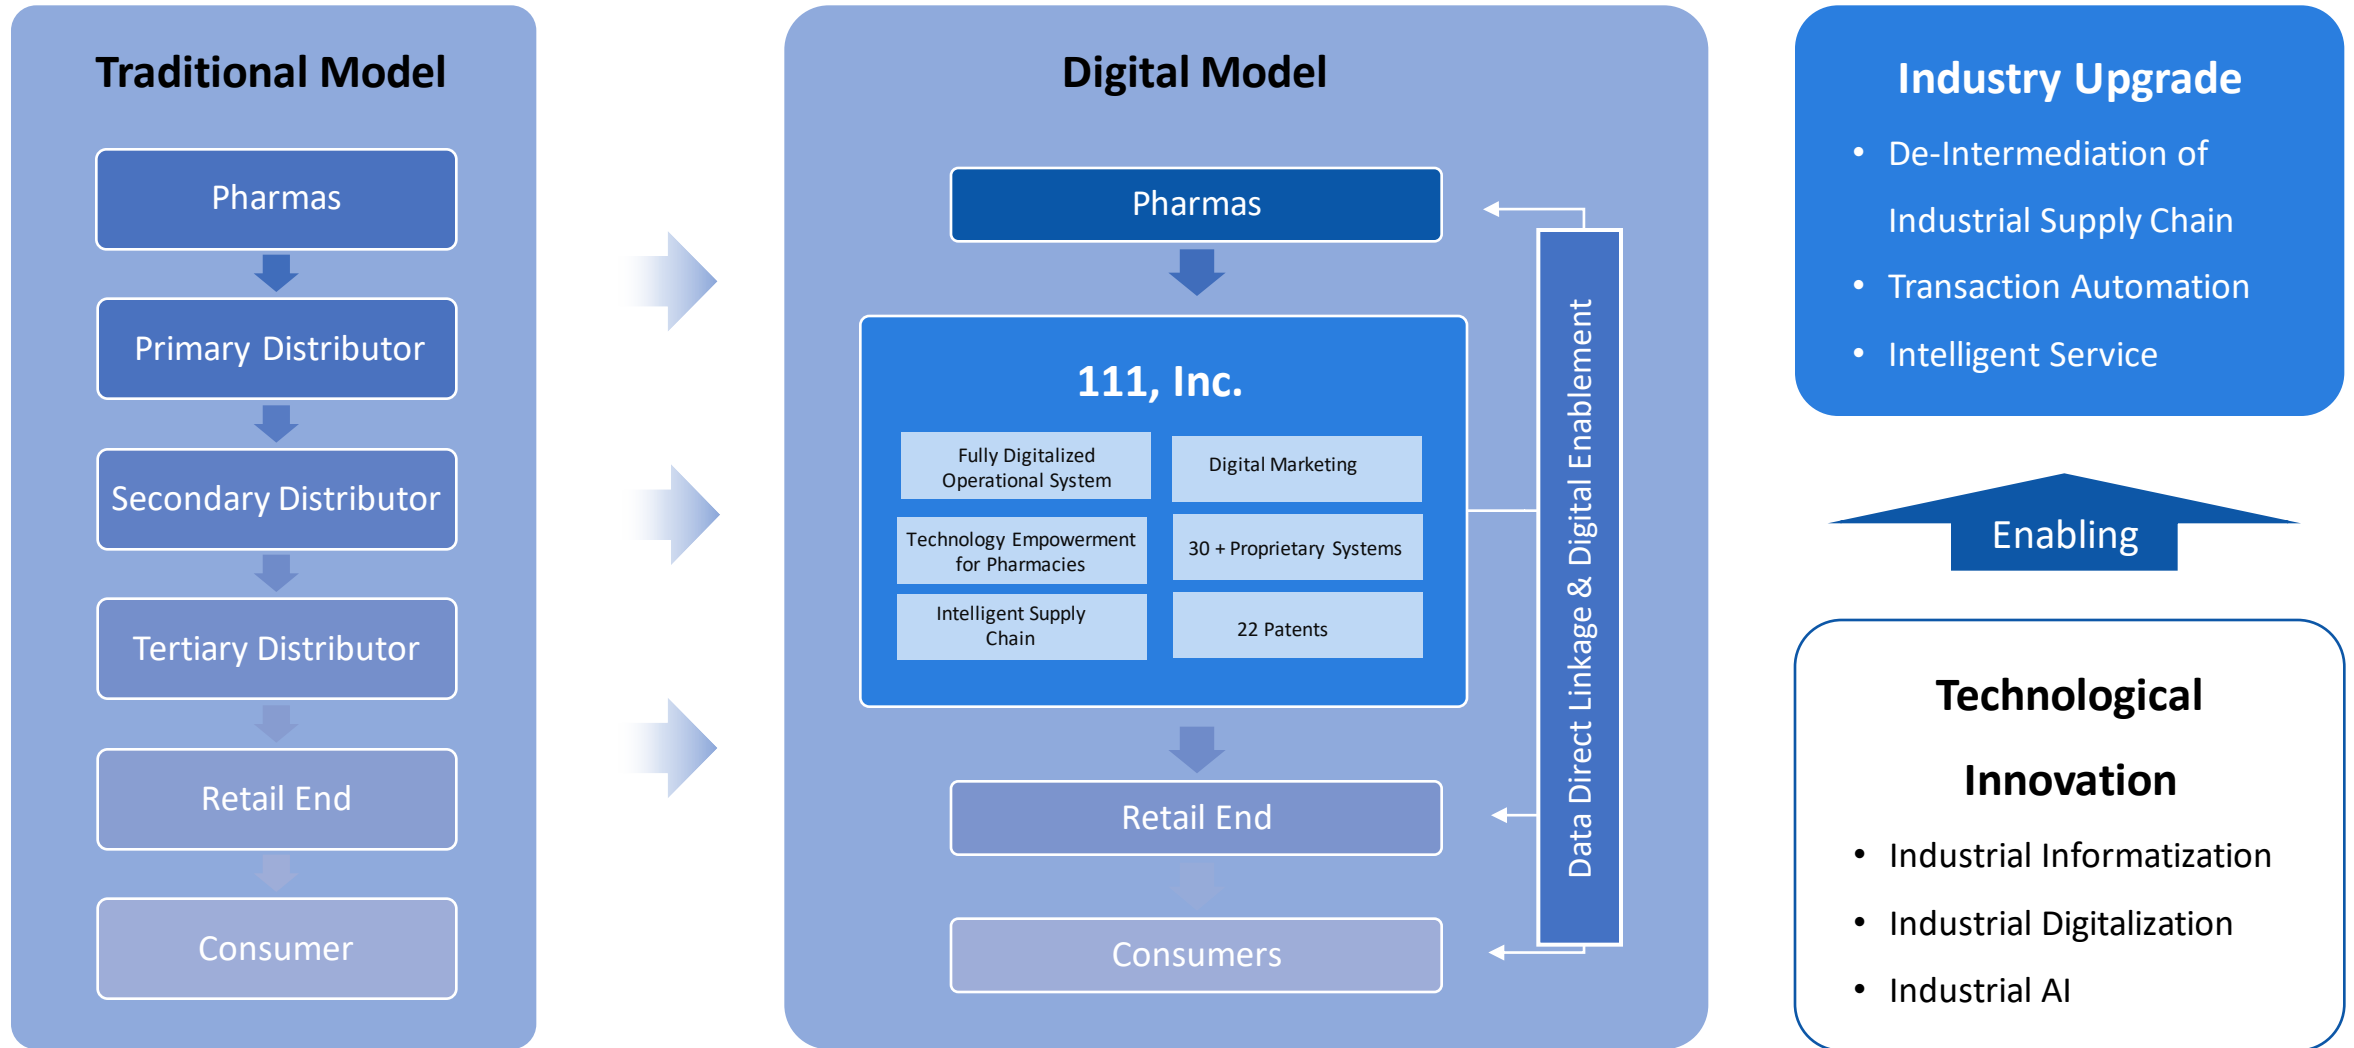 Traditional Model
Pharmas
Primary Distributor
Secondary Distributor
Tertiary Distributor
Retail End
Consumer
Digital Model
Pharmas
111, Inc.
Fully Digitalized
Operational System
Digital Marketing
Technology Empowerment
for Pharmacies
30 + Proprietary Systems
Intelligent Supply
Chain
22 Patents
Retail End
Consumers
Data Direct Linkage & Digital Enablement
Industry Upgrade
• De-Intermediation of
Industrial Supply Chain
• Transaction Automation
• Intelligent Service
Enabling
Technological
Innovation
• Industrial Informatization
• Industrial Digitalization
• Industrial AI